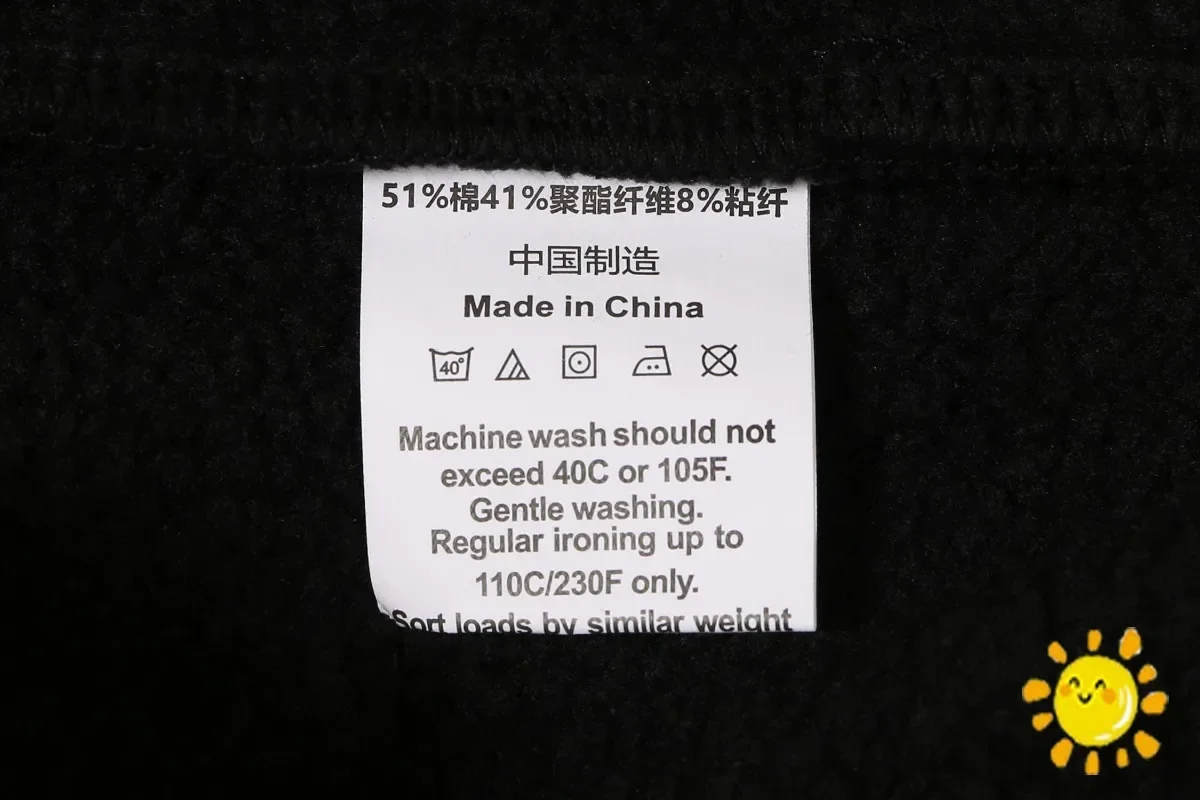 51%棉41%聚酯纤维8%粘纤
中国制造
Made in China
40°
Machine wash should not
exceed 40C or 105F.
Gentle washing.
Regular ironing up to
110C/230F only.
Sort loads by similar weight